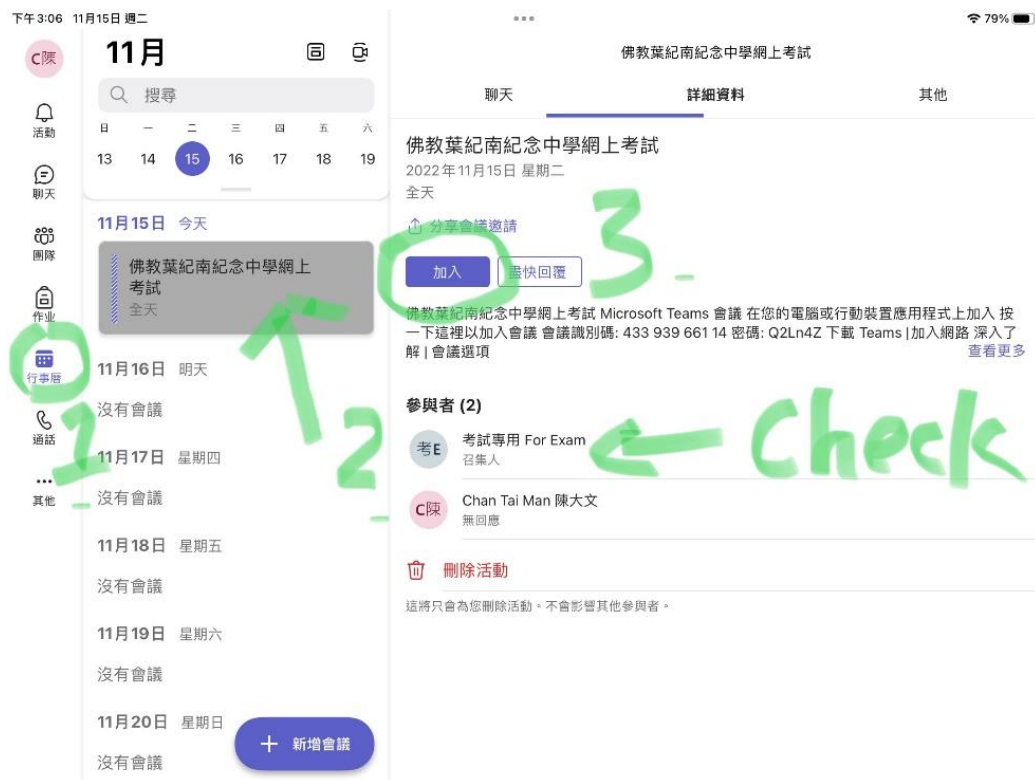 下午3:06 11月15日 週二
79%
C陳
活動
聊天
團隊
作业
行事曆
通話
其他
11月
搜尋
日 一 二 三 四 五 六
13 14 15 16 17 18 19
11月15日 今天
佛教葉紀南紀念中學網上
考試
全天
11月16日 明天
沒有會議
11月17日 星期四
沒有會議
11月18日 星期五
沒有會議
11月19日 星期六
沒有會議
11月20日 星期日
沒有會議
新增會議
佛教葉紀南紀念中學網上考試
聊天 詳細資料 其他
佛教葉紀南紀念中學網上考試
2022年11月15日 星期二
全天
分享會議邀請
加入 盡快回覆
佛教葉紀南紀念中學網上考試 Microsoft Teams 會議 在您的電腦或行動裝置應用程式上加入 按
一下這裡以加入會議 會議識別碼: 433 939 661 14 密碼: Q2Ln4Z 下載 Teams |加入網路 深入了
解 | 會議選項
查看更多
參與者 (2)
考E
考試專用 For Exam
召集人
C陳
Chan Tai Man 陳大文
無回應
刪除活動
這將只會為您刪除活動。不會影響其他參與者。
1
2
3
Check